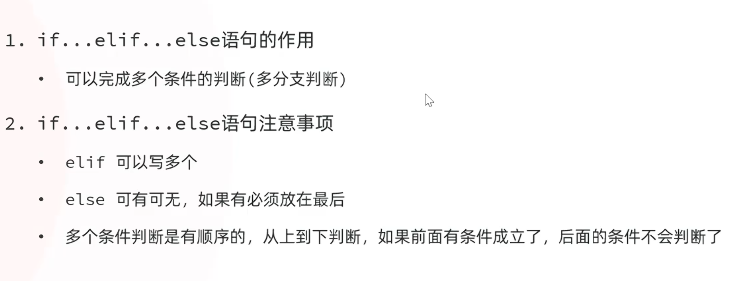 1. if...elif...else语句的作用
• 可以完成多个条件的判断(多分支判断)
2. if...elif...else语句注意事项
• elif 可以写多个
• else 可有可无，如果有必须放在最后
• 多个条件判断是有顺序的，从上到下判断，如果前面有条件成立了，后面的条件不会判断了